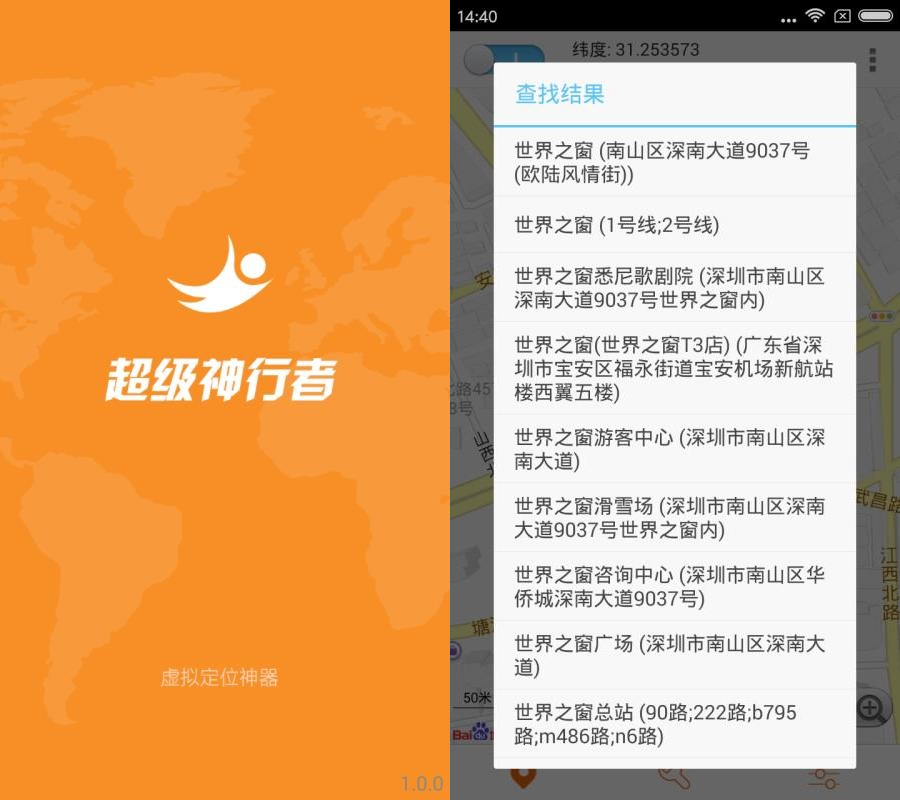 超级神行者
虚拟定位神器
1.0.0
14:40
纬度: 31.253573
查找结果
世界之窗 (南山区深南大道9037号
(欧陆风情街))
世界之窗 (1号线;2号线)
世界之窗悉尼歌剧院 (深圳市南山区
深南大道9037号世界之窗内)
世界之窗(世界之窗T3店) (广东省深
圳市宝安区福永街道宝安机场新航站
楼西翼五楼)
世界之窗游客中心 (深圳市南山区深
南大道)
世界之窗滑雪场 (深圳市南山区深南
大道9037号世界之窗内)
世界之窗咨询中心 (深圳市南山区华
侨城深南大道9037号)
世界之窗广场 (深圳市南山区深南大
道)
世界之窗总站 (90路;222路;b795
路;m486路;n6路)
安
北路457
3号
山西北
武昌路
江西北路
塘
50米
Bai